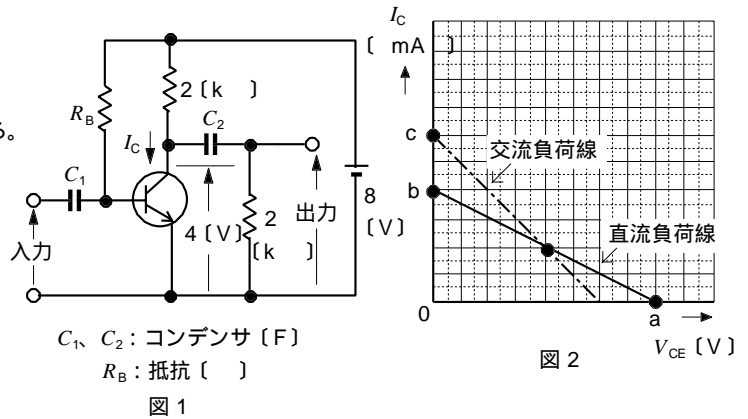 る。
R_B
I_C
2〔k　〕
C_2
C_1
入力
4〔V〕
2
〔k　〕
出力
8
〔V〕
C_1、C_2：コンデンサ〔F〕
R_B：抵抗〔　〕
図1
I_C
〔mA〕
c
b
0
a
交流負荷線
直流負荷線
V_CE〔V〕
図2